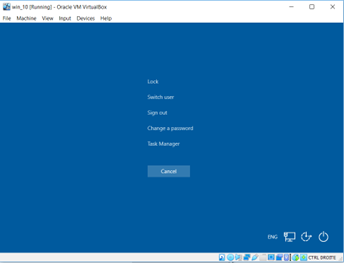 win_10 [Running] - Oracle VM VirtualBox
File Machine View Input Devices Help
Lock
Switch user
Sign out
Change a password
Task Manager
Cancel
ENG
CTRL DROITE